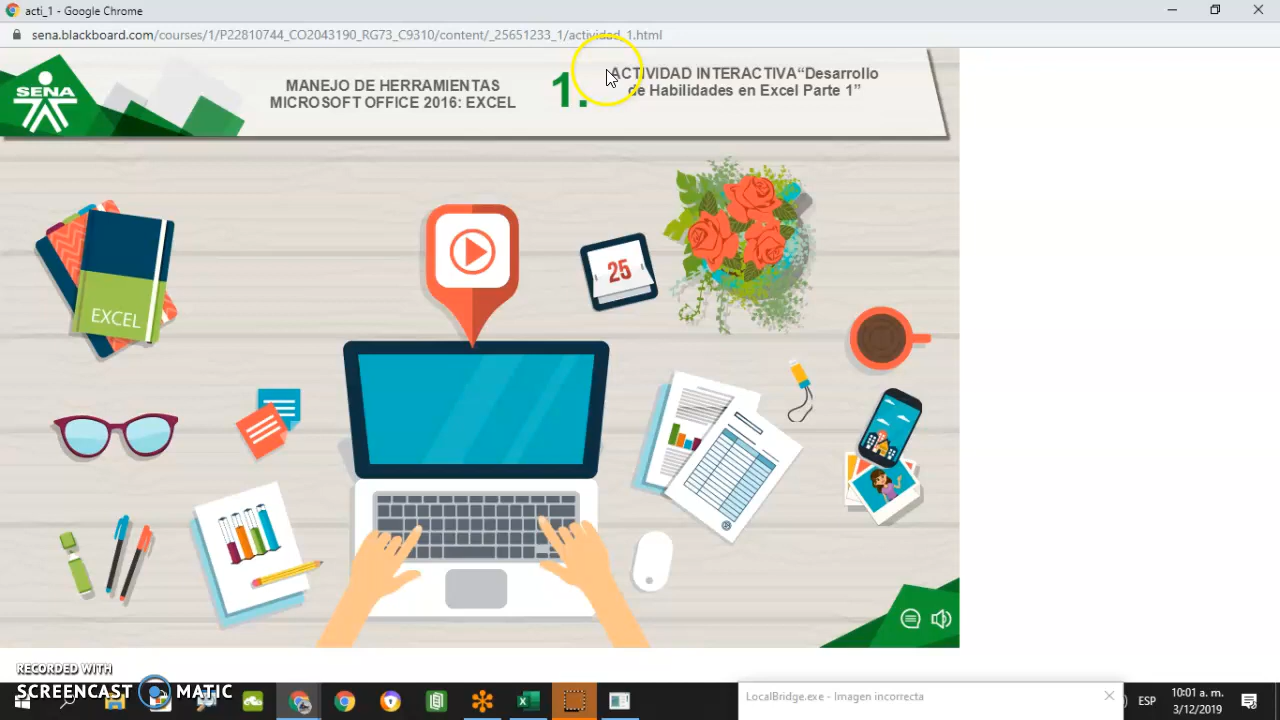 acti_1 - Google Chrome
sena.blackboard.com/courses/1/P22810744_CO2043190_RG73_C9310/content/_25651233_1/actividad_1.html
SENA
MANEJO DE HERRAMIENTAS
MICROSOFT OFFICE 2016: EXCEL
1.
ACTIVIDAD INTERACTIVA“Desarrollo
de Habilidades en Excel Parte 1”
25
EXCEL
RECORDED WITH
SCREENCAST MATIC
LocalBridge.exe - Imagen incorrecta
ESP
10:01 a. m.
3/12/2019